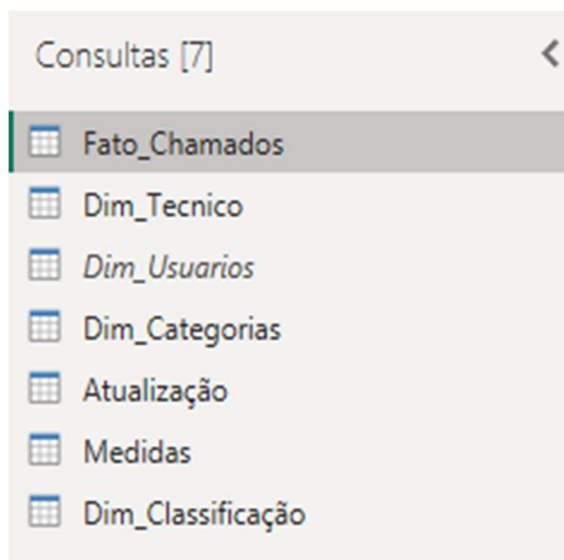 Consultas [7]
Fato_Chamados
Dim_Tecnico
Dim_Usuarios
Dim_Categorias
Atualização
Medidas
Dim_Classificação